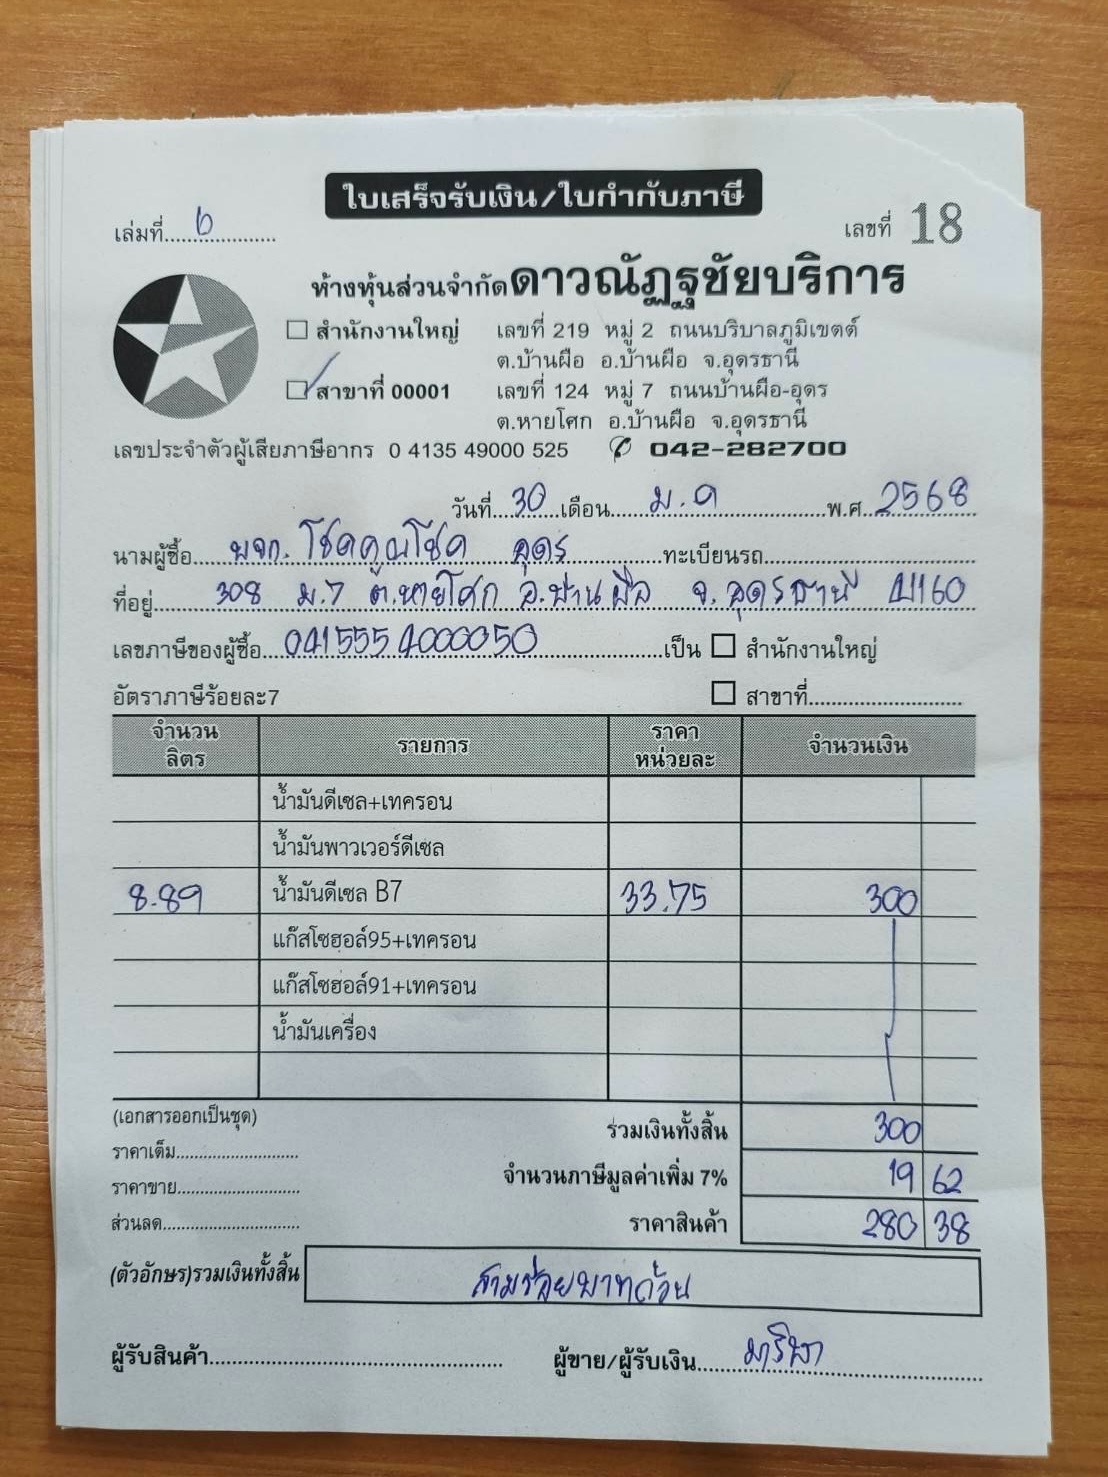 ใบเสร็จรับเงิน/ใบกำกับภาษี
เล่มที่ 6 เลขที่ 18
ห้างหุ้นส่วนจำกัดดาวณัฏฐชัยบริการ
☐ สำนักงานใหญ่ เลขที่ 219 หมู่ 2 ถนนบริบาลภูมิเขตต์
ต.บ้านผือ อ.บ้านผือ จ.อุดรธานี
☑ สาขาที่ 00001 เลขที่ 124 หมู่ 7 ถนนบ้านผือ-อุดร
ต.หายโศก อ.บ้านผือ จ.อุดรธานี
เลขประจำตัวผู้เสียภาษีอากร 0 4135 49000 525 ✆ 042-282700
วันที่ 30 เดือน ม.ค พ.ศ. 2568
นามผู้ซื้อ หจก. โชคคูณโชค อุดร ทะเบียนรถ
ที่อยู่ 308 ม.7 ต.หายโศก อ.บ้านผือ จ.อุดรธานี 41160
เลขภาษีของผู้ซื้อ 0415554000050 เป็น ☐ สำนักงานใหญ่
อัตราภาษีร้อยละ7 ☐ สาขาที่
จำนวน ลิตร รายการ ราคา หน่วยละ จำนวนเงิน
น้ำมันดีเซล+เทครอน
น้ำมันพาวเวอร์ดีเซล
8.89 น้ำมันดีเซล B7 33.75 300
แก๊สโซฮอล์95+เทครอน
แก๊สโซฮอล์91+เทครอน
น้ำมันเครื่อง
(เอกสารออกเป็นชุด) รวมเงินทั้งสิ้น 300
ราคาเต็ม
จำนวนภาษีมูลค่าเพิ่ม 7% 19 62
ราคาขาย
ส่วนลด ราคาสินค้า 280 38
(ตัวอักษร)รวมเงินทั้งสิ้น สามร้อยบาทถ้วน
ผู้รับสินค้า ผู้ขาย/ผู้รับเงิน